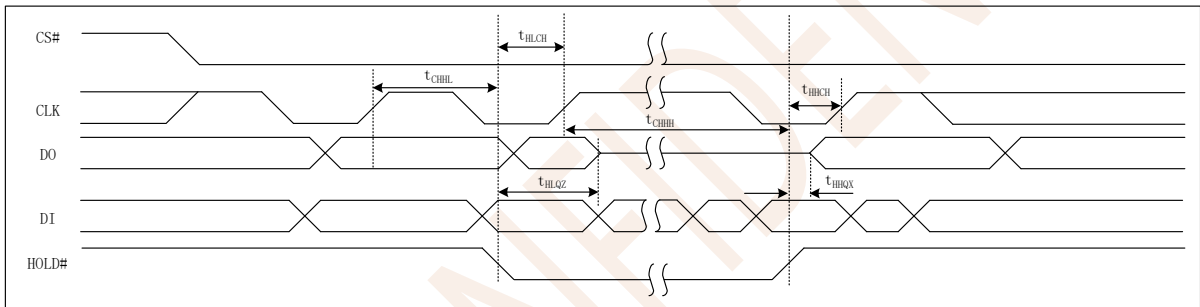 CS#
tHLCH
tCHHL
tHHCH
CLK
tCHHH
DO
tHLQZ
tHHQX
DI
HOLD#